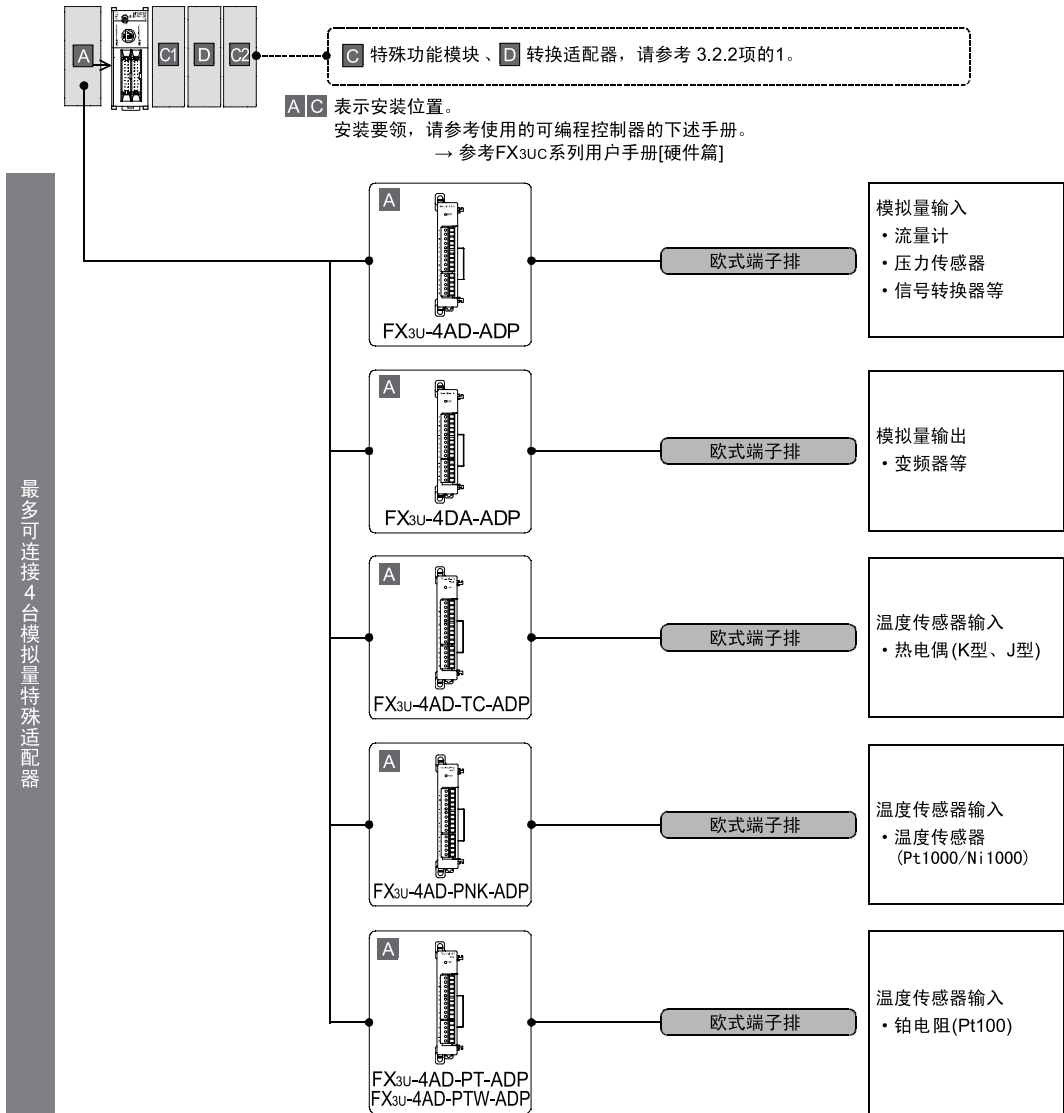 A C1 D C2
C 特殊功能模块、D 转换适配器，请参考 3.2.2项的1。
A C 表示安装位置。
安装要领，请参考使用的可编程控制器的下述手册。
→ 参考FX3UC系列用户手册[硬件篇]
最多可连接4台模拟量特殊适配器
A
FX3U-4AD-ADP
欧式端子排
模拟量输入
・流量计
・压力传感器
・信号转换器等
A
FX3U-4DA-ADP
欧式端子排
模拟量输出
・变频器等
A
FX3U-4AD-TC-ADP
欧式端子排
温度传感器输入
・热电偶(K型、J型)
A
FX3U-4AD-PNK-ADP
欧式端子排
温度传感器输入
・温度传感器
(Pt1000/Ni1000)
A
FX3U-4AD-PT-ADP
FX3U-4AD-PTW-ADP
欧式端子排
温度传感器输入
・铂电阻(Pt100)